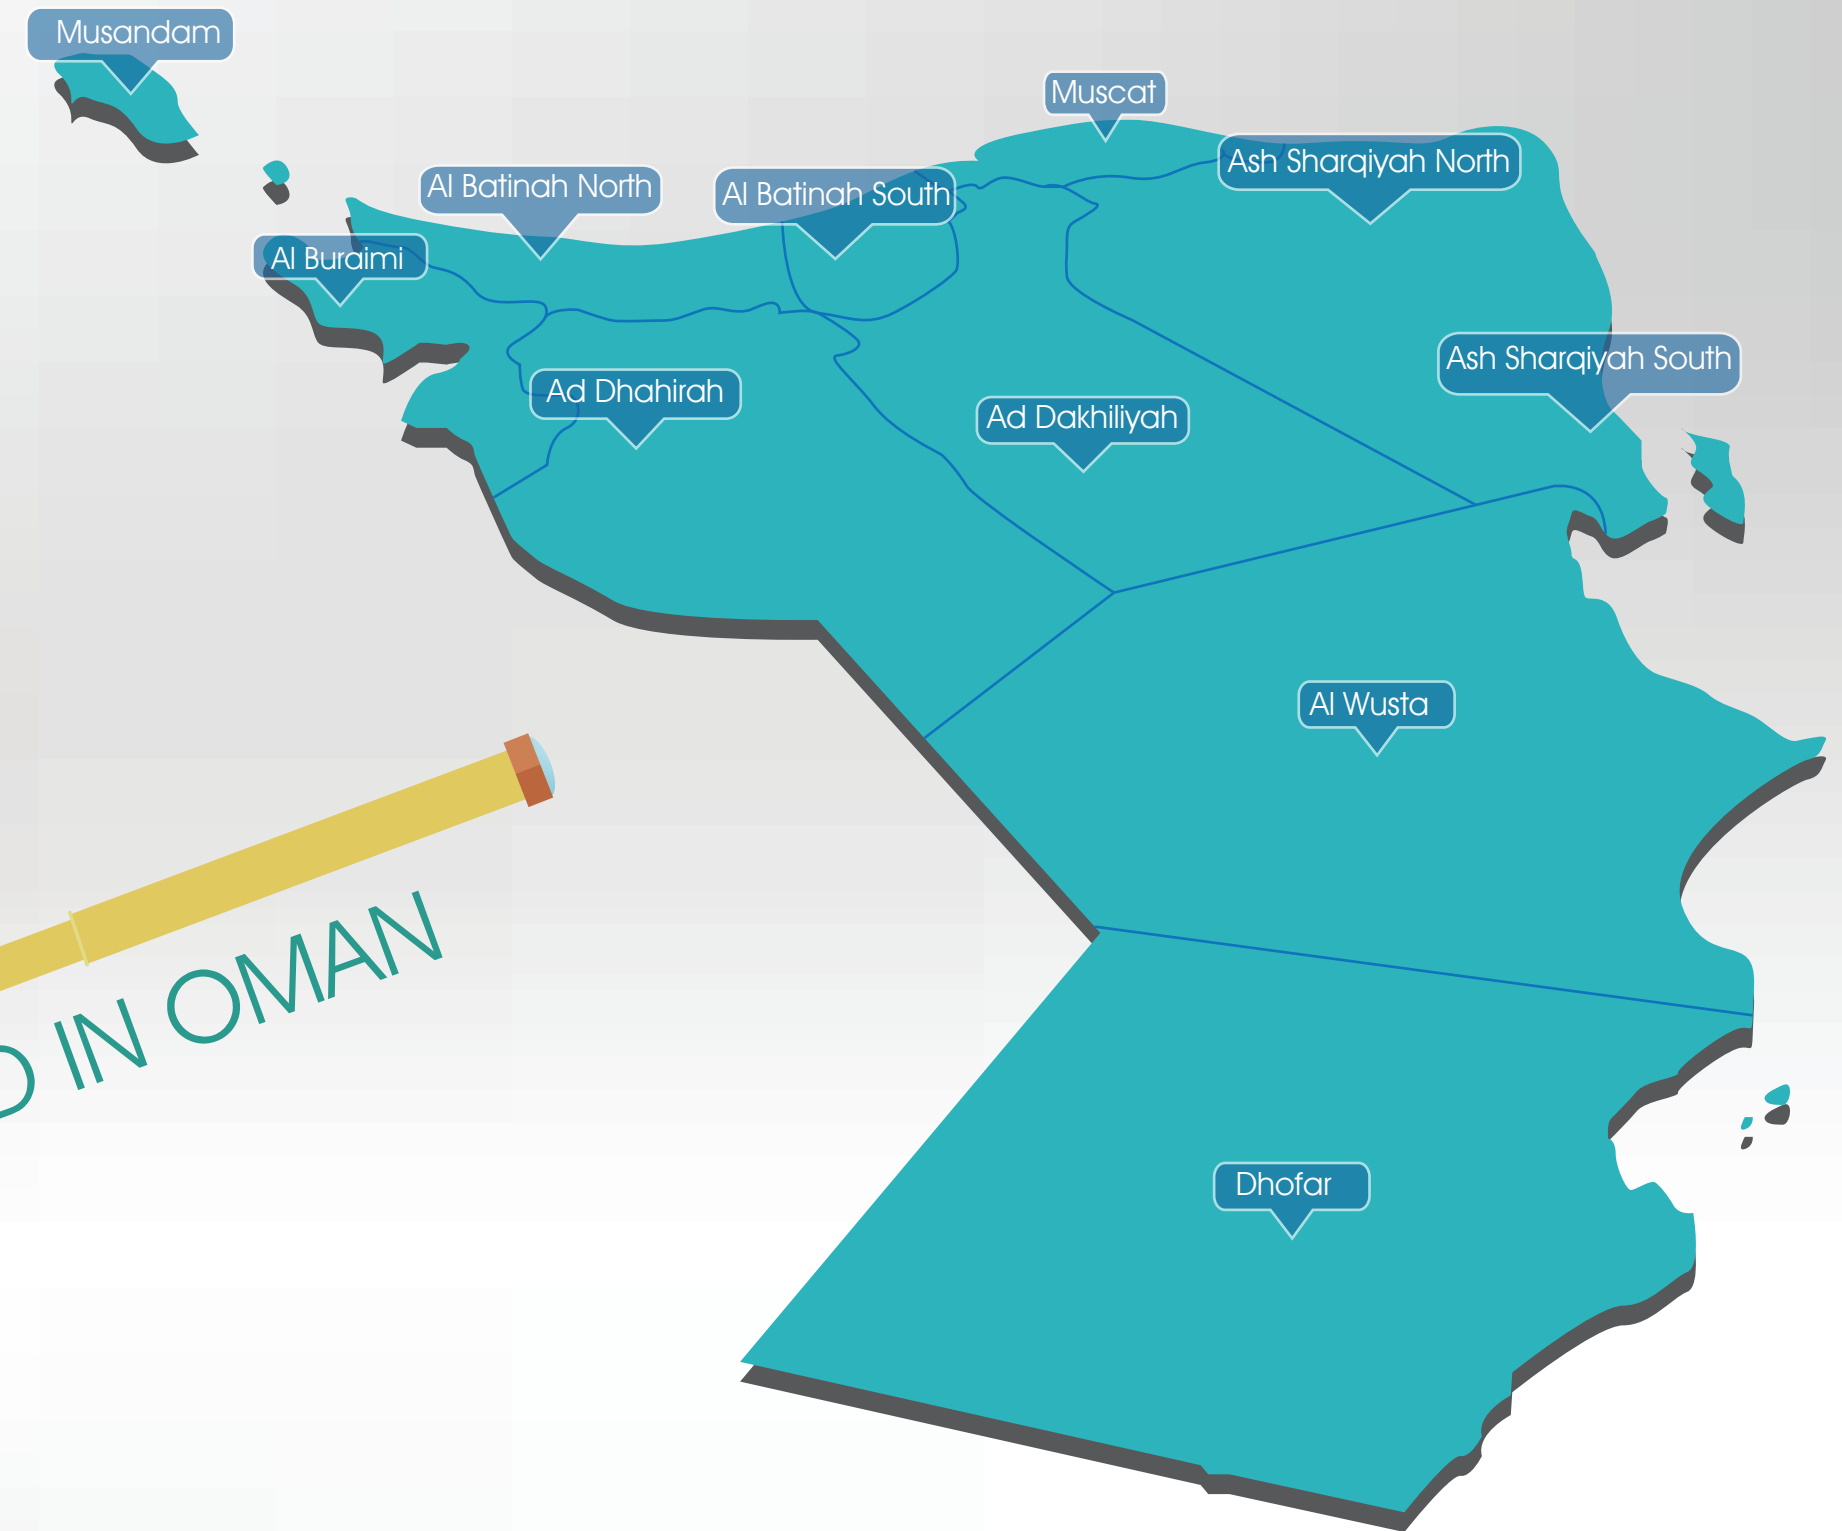 Musandam
Muscat
Ash Sharqiyah North
Al Batinah North
Al Batinah South
Al Buraimi
Ash Sharqiyah South
Ad Dhahirah
Ad Dakhiliyah
Al Wusta
IN OMAN
Dhofar